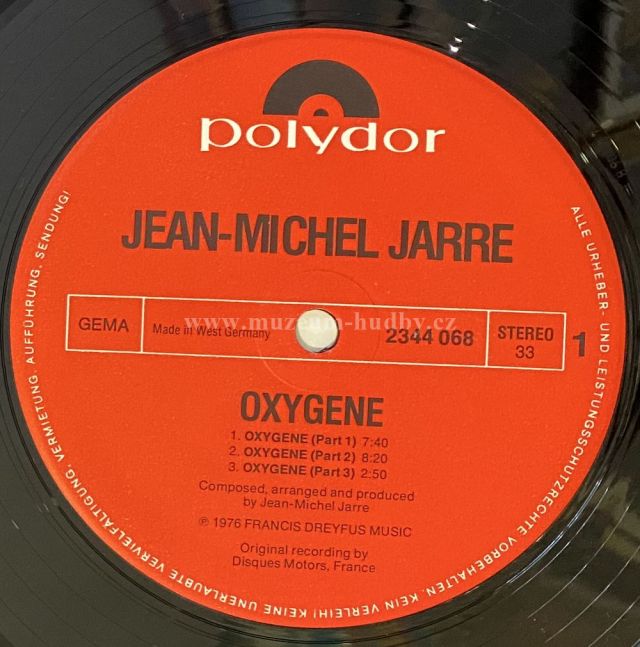 polydor
JEAN-MICHEL JARRE
GEMA
Made in West Germany
www.muzeum-hudby.cz
2344 068
STEREO
33
1
OXYGENE
1. OXYGENE (Part 1) 7:40
2. OXYGENE (Part 2) 8:20
3. OXYGENE (Part 3) 2:50
Composed, arranged and produced
by Jean-Michel Jarre
℗ 1976 FRANCIS DREYFUS MUSIC
Original recording by
Disques Motors, France
ALLE URHEBER- UND LEISTUNGSSCHUTZRECHTE VORBEHALTEN. KEIN VERLEIH! KEINE UNERLAUBTE VERVIELFÄLTIGUNG, VERMIETUNG, AUFFÜHRUNG, SENDUNG!